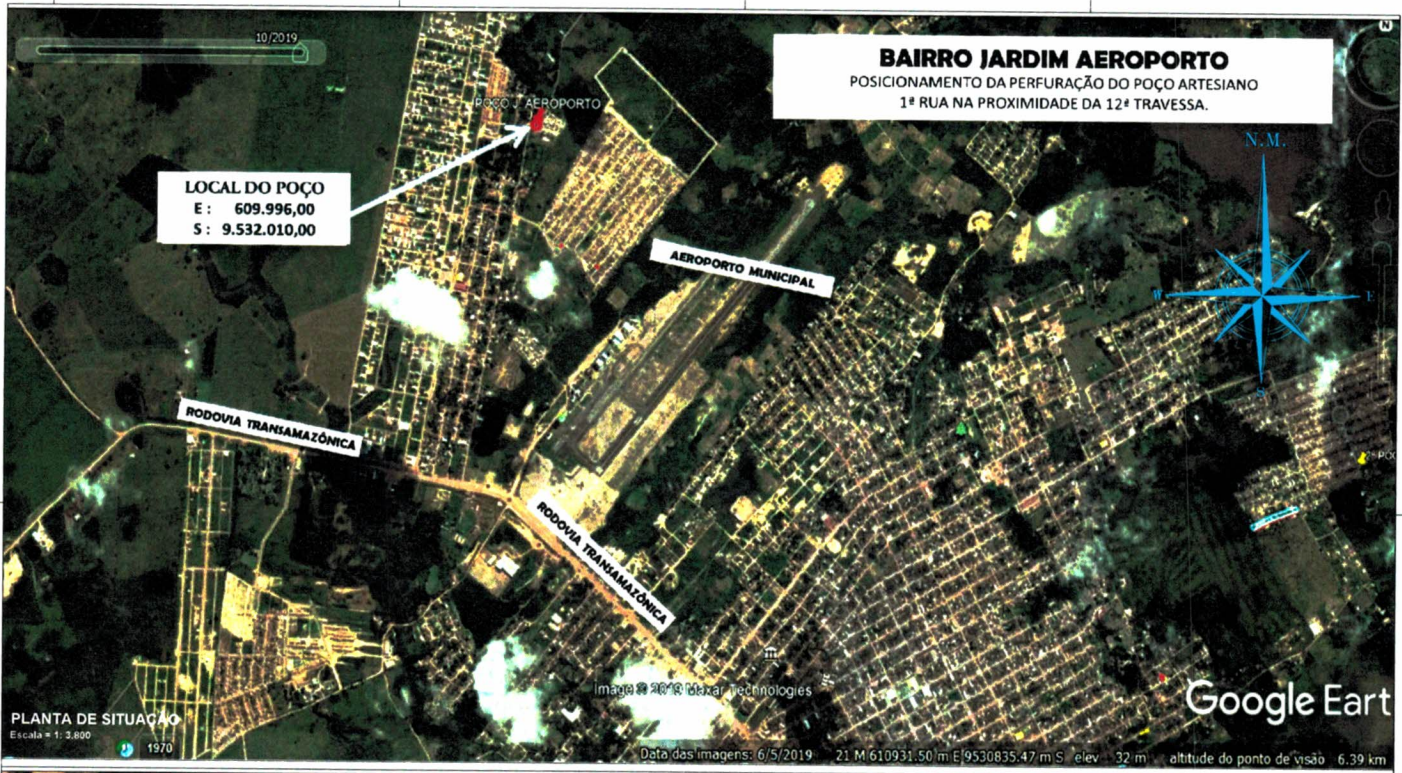 10/2019
N
BAIRRO JARDIM AEROPORTO
POSICIONAMENTO DA PERFURAÇÃO DO POÇO ARTESIANO
1ª RUA NA PROXIMIDADE DA 12ª TRAVESSA.
POÇO J. AEROPORTO
N.M.
LOCAL DO POÇO
E : 609.996,00
S : 9.532.010,00
AEROPORTO MUNICIPAL
W
E
S
RODOVIA TRANSAMAZÔNICA
RODOVIA TRANSAMAZÔNICA
Image © 2019 Maxar Technologies
Google Eart
PLANTA DE SITUAÇÃO
Escala = 1: 3.800
1970
Data das imagens: 6/5/2019 21 M 610931.50 m E 9530835.47 m S elev 32 m altitude do ponto de visão 6.39 km